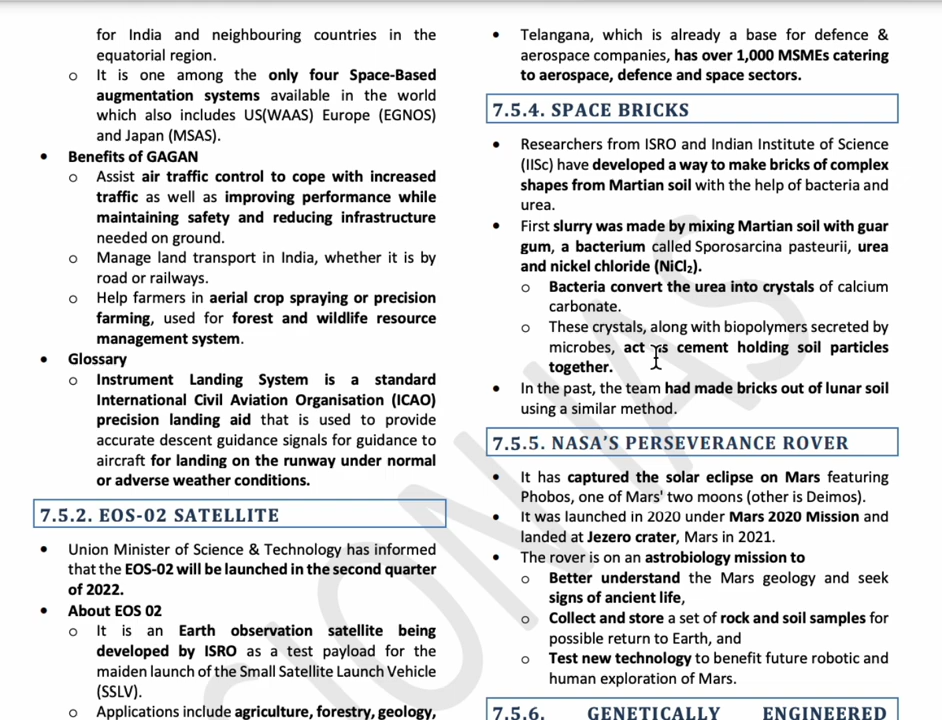 for India and neighbouring countries in the
equatorial region.
o It is one among the only four Space-Based
augmentation systems available in the world
which also includes US(WAAS) Europe (EGNOS)
and Japan (MSAS).
• Benefits of GAGAN
o Assist air traffic control to cope with increased
traffic as well as improving performance while
maintaining safety and reducing infrastructure
needed on ground.
o Manage land transport in India, whether it is by
road or railways.
o Help farmers in aerial crop spraying or precision
farming, used for forest and wildlife resource
management system.
• Glossary
o Instrument Landing System is a standard
International Civil Aviation Organisation (ICAO)
precision landing aid that is used to provide
accurate descent guidance signals for guidance to
aircraft for landing on the runway under normal
or adverse weather conditions.
7.5.2. EOS-02 SATELLITE
• Union Minister of Science & Technology has informed
that the EOS-02 will be launched in the second quarter
of 2022.
• About EOS 02
o It is an Earth observation satellite being
developed by ISRO as a test payload for the
maiden launch of the Small Satellite Launch Vehicle
(SSLV).
o Applications include agriculture, forestry, geology,
• Telangana, which is already a base for defence &
aerospace companies, has over 1,000 MSMEs catering
to aerospace, defence and space sectors.
7.5.4. SPACE BRICKS
• Researchers from ISRO and Indian Institute of Science
(IISc) have developed a way to make bricks of complex
shapes from Martian soil with the help of bacteria and
urea.
• First slurry was made by mixing Martian soil with guar
gum, a bacterium called Sporosarcina pasteurii, urea
and nickel chloride (NiCl₂).
o Bacteria convert the urea into crystals of calcium
carbonate.
o These crystals, along with biopolymers secreted by
microbes, act as cement holding soil particles
together.
• In the past, the team had made bricks out of lunar soil
using a similar method.
7.5.5. NASA'S PERSEVERANCE ROVER
• It has captured the solar eclipse on Mars featuring
Phobos, one of Mars' two moons (other is Deimos).
• It was launched in 2020 under Mars 2020 Mission and
landed at Jezero crater, Mars in 2021.
• The rover is on an astrobiology mission to
o Better understand the Mars geology and seek
signs of ancient life,
o Collect and store a set of rock and soil samples for
possible return to Earth, and
o Test new technology to benefit future robotic and
human exploration of Mars.
7.5.6. GENETICALLY ENGINEERED
SION IAS